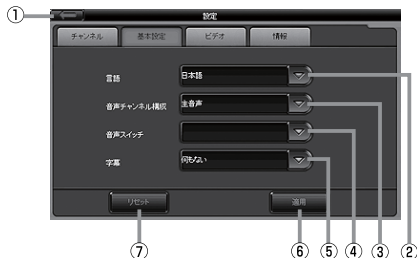 ① 設定
チャンネル 基本設定 ビデオ 情報
言語 日本語
音声チャンネル構成 主音声
音声スイッチ
字幕 何もない
リセット 適用
⑦ ⑥ ⑤ ④ ③ ②